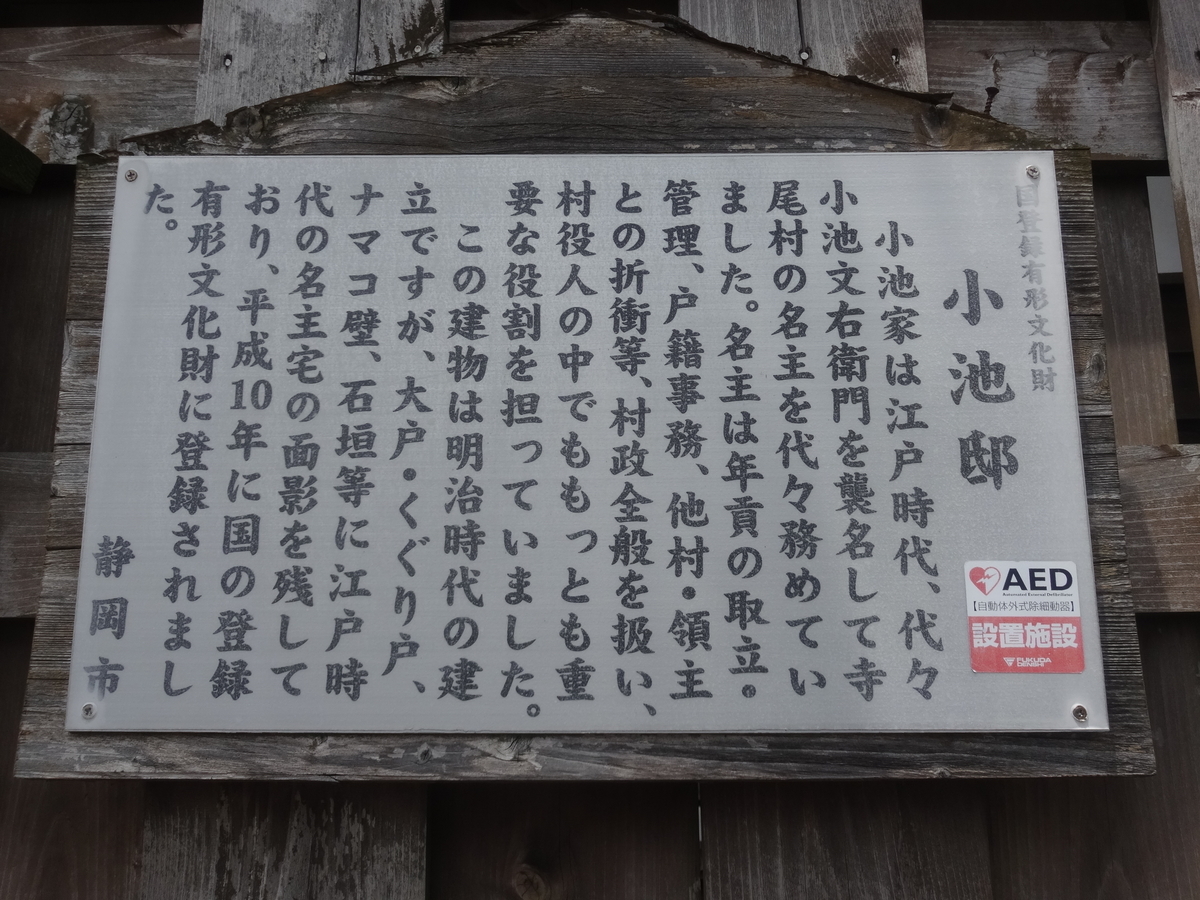 国登録有形文化財
小池邸
小池家は江戸時代、代々
小池文右衛門を襲名して寺
尾村の名主を代々務めてい
ました。名主は年貢の取立・
管理、戸籍事務、他村・領主
との折衝等、村政全般を扱い、
村役人の中でももっとも重
要な役割を担っていました。
この建物は明治時代の建
立ですが、大戸・くぐり戸、
ナマコ壁、石垣等に江戸時
代の名主宅の面影を残して
おり、平成10年に国の登録
有形文化財に登録されまし
た。
静岡市
AED
Automated External Defibrillator
【自動体外式除細動器】
設置施設
FUKUDA
DENSHI